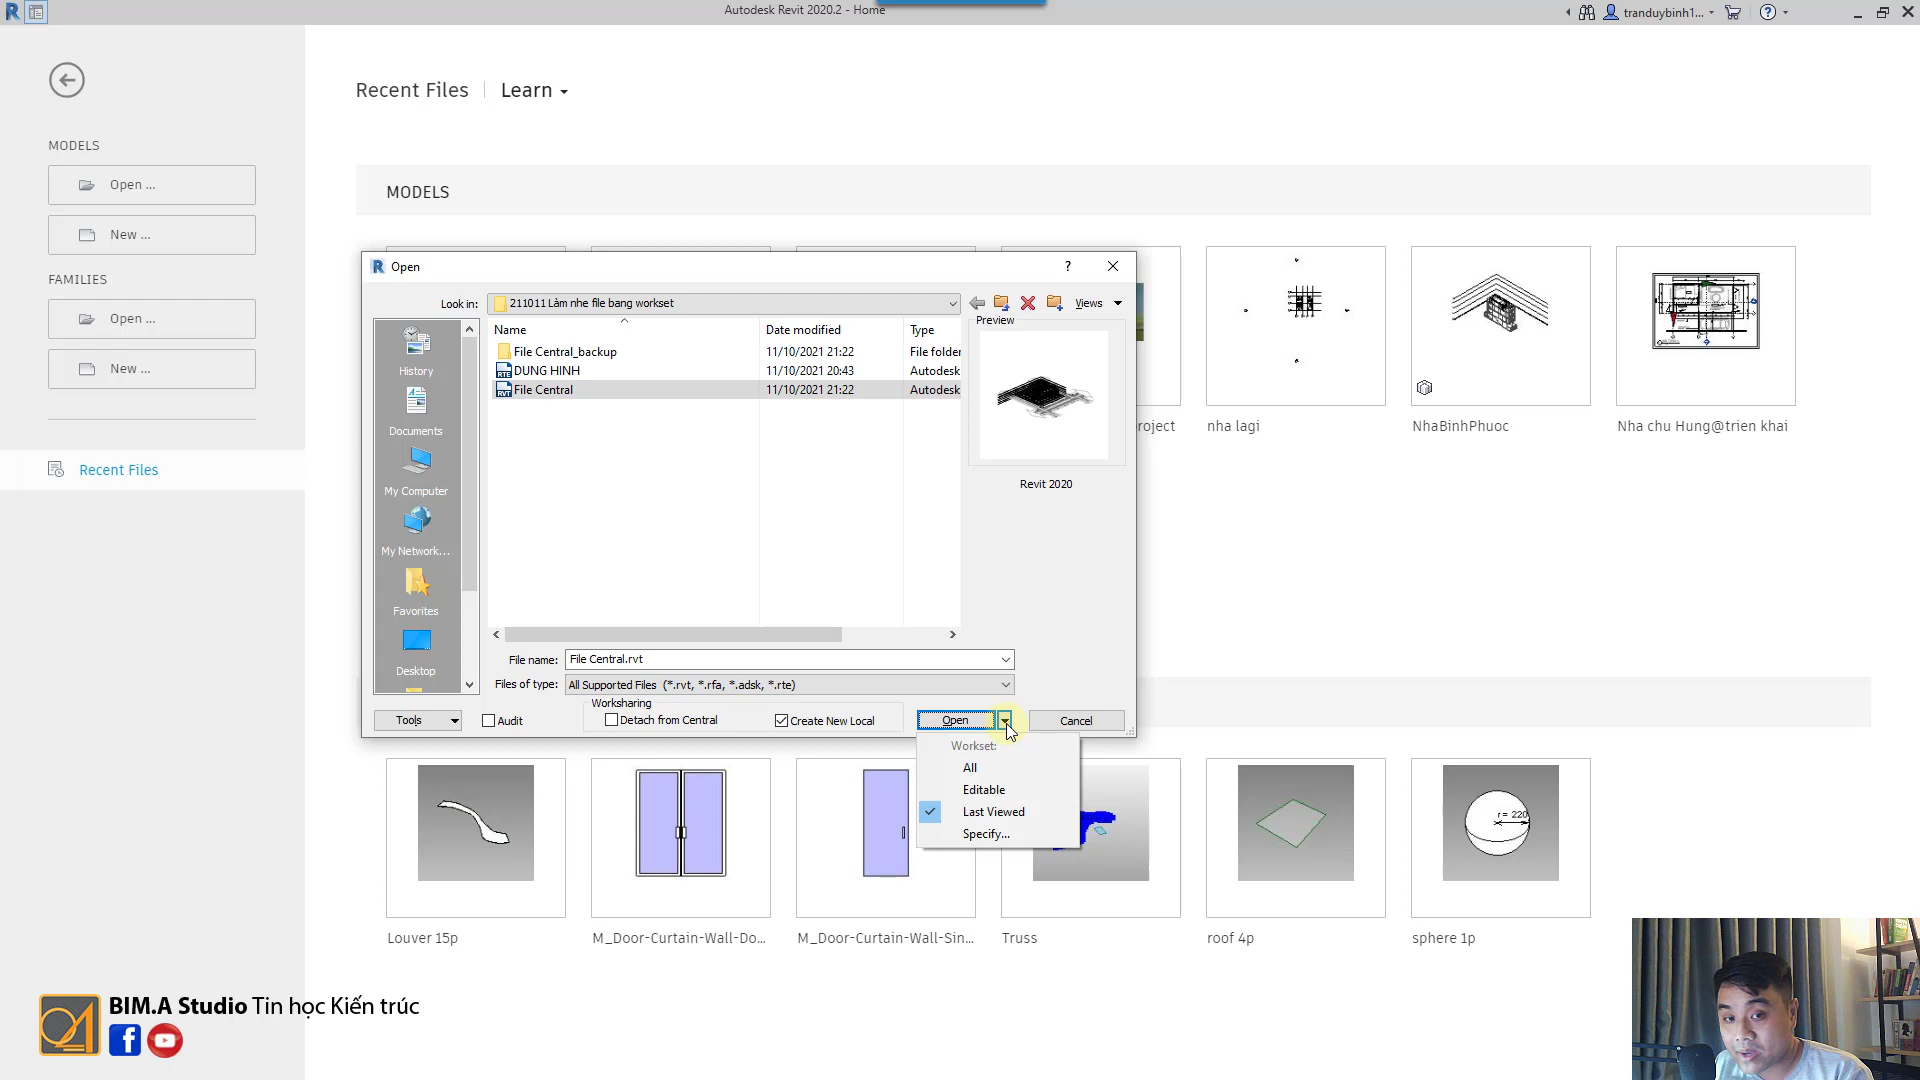 Autodesk Revit 2020.2 - Home
tranduybinh1...
Recent Files
Learn
MODELS
Open ...
New ...
FAMILIES
Open ...
New ...
Recent Files
MODELS
roject
nha lagi
NhaBinhPhuoc
Nha chu Hung@trien khai
Open
Look in:
211011 Làm nhe file bang workset
Views
Name
Date modified
Type
File Central_backup
11/10/2021 21:22
File folder
DUNG HINH
11/10/2021 20:43
Autodesk
File Central
11/10/2021 21:22
Autodesk
History
Documents
My Computer
My Network...
Favorites
Desktop
Preview
Revit 2020
File name:
File Central.rvt
Files of type:
All Supported Files (*.rvt, *.rfa, *.adsk, *.rte)
Worksharing
Tools
Audit
Detach from Central
Create New Local
Open
Cancel
Workset:
All
Editable
Last Viewed
Specify...
r = 220
Louver 15p
M_Door-Curtain-Wall-Do...
M_Door-Curtain-Wall-Sin...
Truss
roof 4p
sphere 1p
BIM.A Studio Tin học Kiến trúc